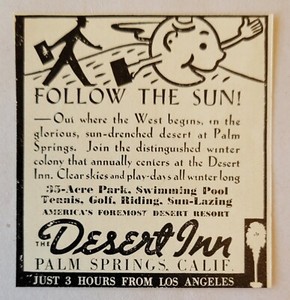 FOLLOW THE SUN!
—Out where the West begins, in the
glorious, sun-drenched desert at Palm
Springs. Join the distinguished winter
colony that annually centers at the Desert
Inn. Clear skies and play-days all winter long
35-Acre Park, Swimming Pool
Tennis, Golf, Riding, Sun-Lazing
AMERICA'S FOREMOST DESERT RESORT
THE Desert Inn
PALM SPRINGS, CALIF.
JUST 3 HOURS FROM LOS ANGELES